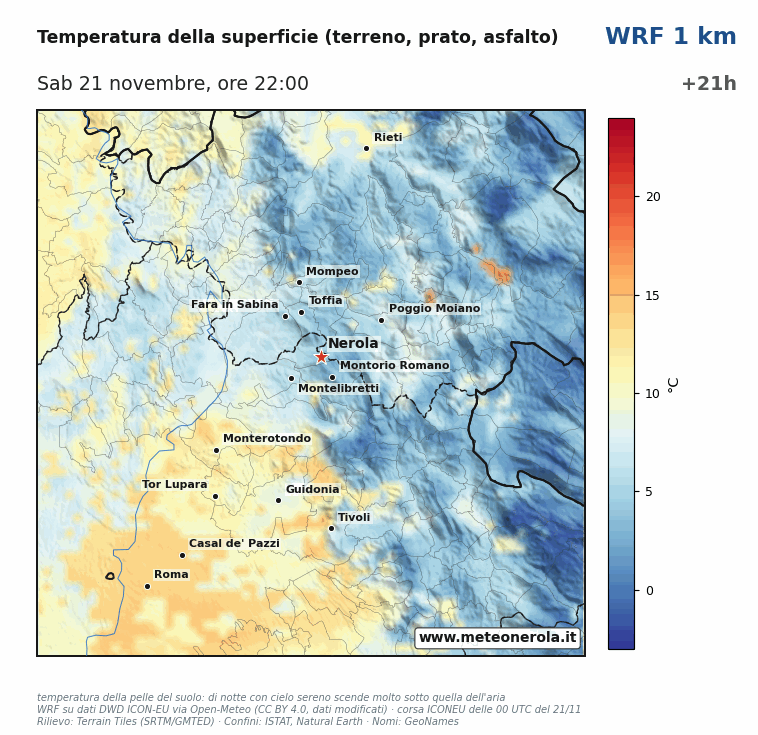 Temperatura della superficie (terreno, prato, asfalto)
WRF 1 km
Sab 21 novembre, ore 22:00
+21h
Rieti
Mompeo
Fara in Sabina
Toffia
Poggio Moiano
Nerola
Montorio Romano
Montelibretti
Monterotondo
Tor Lupara
Guidonia
Tivoli
Casal de' Pazzi
Roma
www.meteonerola.it
20
15
10
5
0
°C
temperatura della pelle del suolo: di notte con cielo sereno scende molto sotto quella dell'aria
WRF su dati DWD ICON-EU via Open-Meteo (CC BY 4.0, dati modificati) · corsa ICONEU delle 00 UTC del 21/11
Rilievo: Terrain Tiles (SRTM/GMTED) · Confini: ISTAT, Natural Earth · Nomi: GeoNames